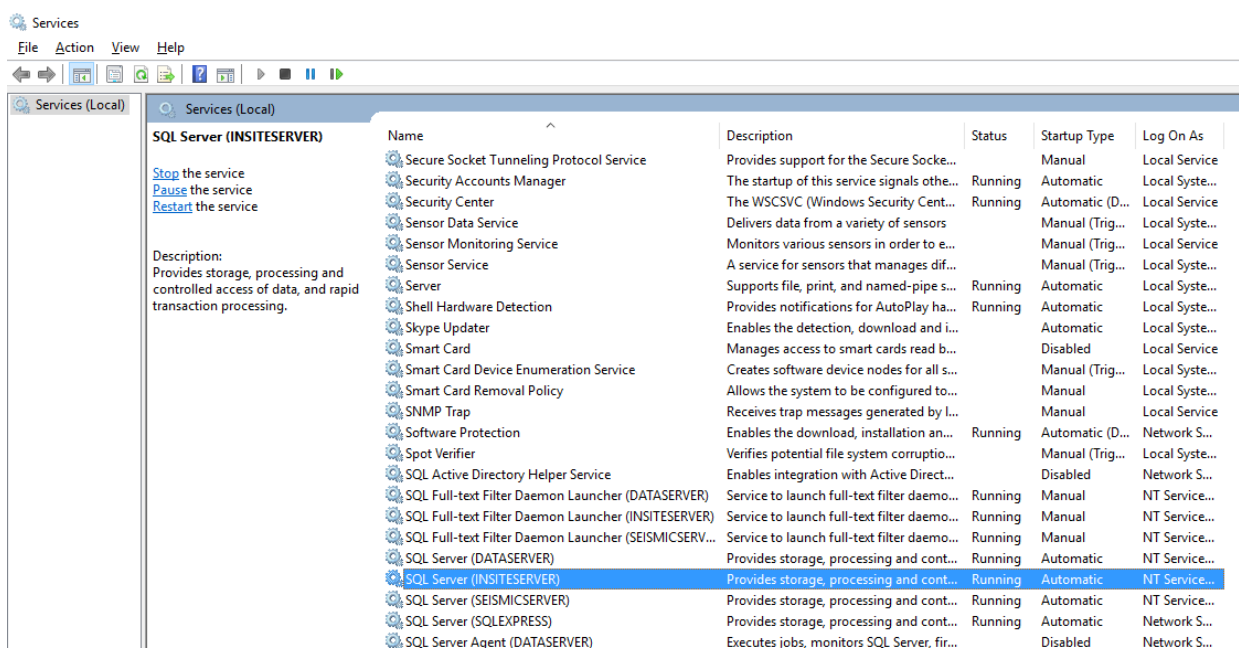 Services
File Action View Help
Services (Local)
Services (Local)
SQL Server (INSITESERVER)
Stop the service
Pause the service
Restart the service
Description:
Provides storage, processing and
controlled access of data, and rapid
transaction processing.
Name Description Status Startup Type Log On As
Secure Socket Tunneling Protocol Service Provides support for the Secure Socke... Manual Local Service
Security Accounts Manager The startup of this service signals othe... Running Automatic Local Syste...
Security Center The WSCSVC (Windows Security Cent... Running Automatic (D... Local Service
Sensor Data Service Delivers data from a variety of sensors Manual (Trig... Local Syste...
Sensor Monitoring Service Monitors various sensors in order to e... Manual (Trig... Local Service
Sensor Service A service for sensors that manages dif... Manual (Trig... Local Syste...
Server Supports file, print, and named-pipe s... Running Automatic Local Syste...
Shell Hardware Detection Provides notifications for AutoPlay ha... Running Automatic Local Syste...
Skype Updater Enables the detection, download and i... Automatic Local Syste...
Smart Card Manages access to smart cards read b... Disabled Local Service
Smart Card Device Enumeration Service Creates software device nodes for all s... Manual (Trig... Local Syste...
Smart Card Removal Policy Allows the system to be configured to... Manual Local Syste...
SNMP Trap Receives trap messages generated by l... Manual Local Service
Software Protection Enables the download, installation an... Running Automatic (D... Network S...
Spot Verifier Verifies potential file system corruptio... Manual (Trig... Local Syste...
SQL Active Directory Helper Service Enables integration with Active Direct... Disabled Network S...
SQL Full-text Filter Daemon Launcher (DATASERVER) Service to launch full-text filter daemo... Running Manual NT Service...
SQL Full-text Filter Daemon Launcher (INSITESERVER) Service to launch full-text filter daemo... Running Manual NT Service...
SQL Full-text Filter Daemon Launcher (SEISMICSERV... Service to launch full-text filter daemo... Running Manual NT Service...
SQL Server (DATASERVER) Provides storage, processing and cont... Running Automatic NT Service...
SQL Server (INSITESERVER) Provides storage, processing and cont... Running Automatic NT Service...
SQL Server (SEISMICSERVER) Provides storage, processing and cont... Running Automatic NT Service...
SQL Server (SQLEXPRESS) Provides storage, processing and cont... Running Automatic Network S...
SQL Server Agent (DATASERVER) Executes jobs, monitors SQL Server, fir... Disabled Network S...